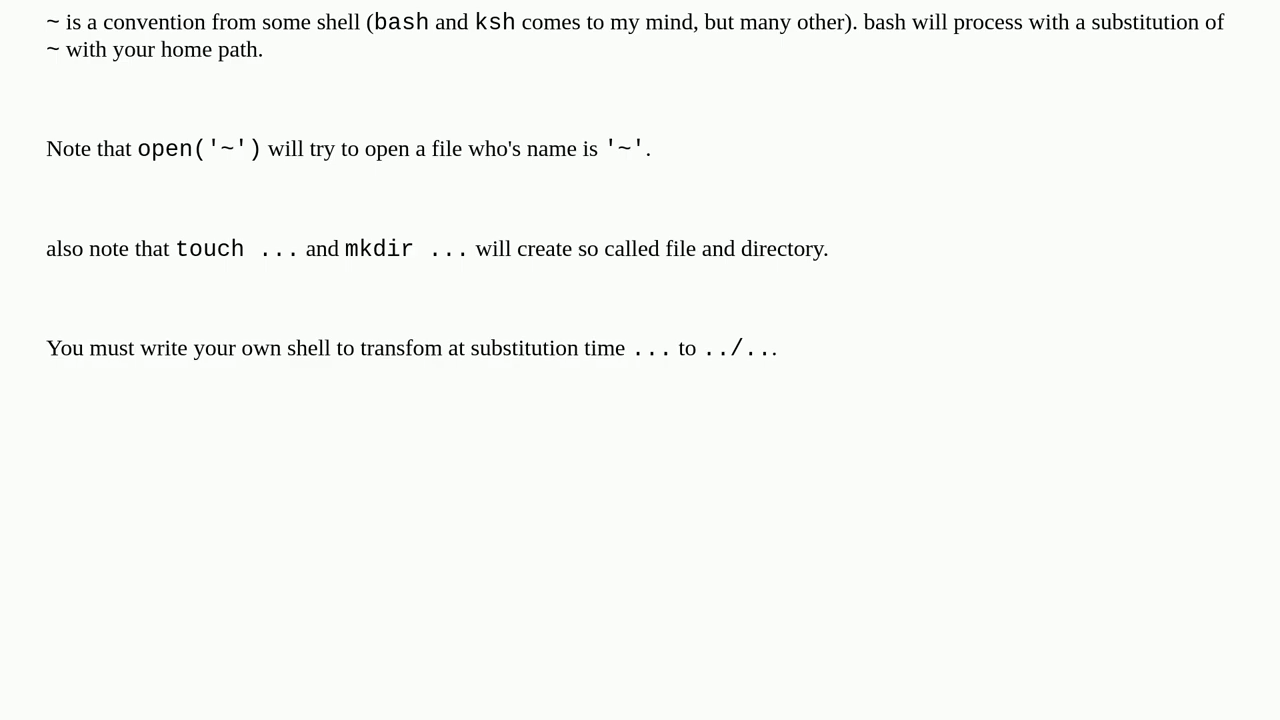 ~ is a convention from some shell (bash and ksh comes to my mind, but many other). bash will process with a substitution of
~ with your home path.
Note that open('~') will try to open a file who's name is '~'.
also note that touch ... and mkdir ... will create so called file and directory.
You must write your own shell to transfom at substitution time ... to ../...